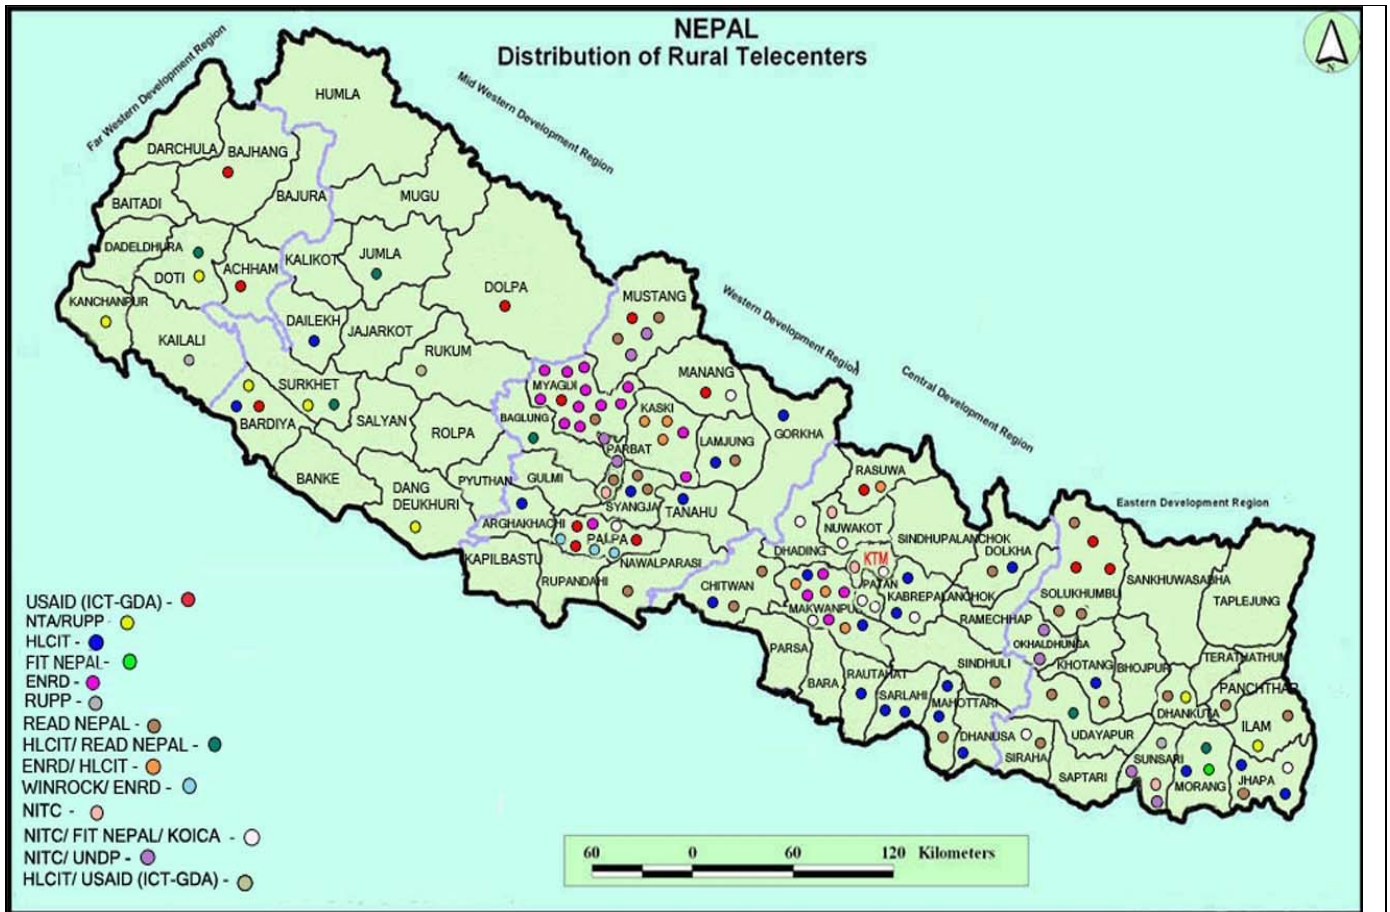 NEPAL
Distribution of Rural Telecenters
N
Far Western Development Region
Mid Western Development Region
Western Development Region
Central Development Region
Eastern Development Region
HUMLA
DARCHULA
BAJHANG
BAITADI
BAJURA
MUGU
DADELDHURA
DOTI
ACHHAM
KALIKOT
JUMLA
DOLPA
MUSTANG
KANCHANPUR
KAILALI
DAILEKH
JAJARKOT
RUKUM
MANANG
SURKHET
MYAGDI
BARDIYA
SALYAN
ROLPA
BAGLUNG
KASKI
LAMJUNG
GORKHA
PARBAT
BANKE
DANG
DEUKHURI
PYUTHAN
GULMI
SYANGJA
TANAHU
RASUWA
ARGHAKHACHI
PALPA
NUWAKOT
SINDHUPALANCHOK
DOLKHA
KAPILBASTU
NAWALPARASI
DHADING
KTM
RUPANDAHI
CHITWAN
PATAN
KABREPALANCHOK
MAKWANPUR
RAMECHHAP
SOLUKHUMBU
SANKHUWASABHA
TAPLEJUNG
PARSA
BARA
RAUTAHAT
SARLAHI
MAHOTTARI
SINDHULI
OKHALDHUNGA
KHOTANG
BHOJPUR
TERATHATHUM
PANCHTHAR
DHANKUTA
ILAM
DHANUSA
SIRAHA
UDAYAPUR
SAPTARI
SUNSARI
MORANG
JHAPA
USAID (ICT-GDA) -
NTA/RUPP -
HLCIT -
FIT NEPAL-
ENRD -
RUPP -
READ NEPAL -
HLCIT/ READ NEPAL -
ENRD/ HLCIT -
WINROCK/ ENRD -
NITC -
NITC/ FIT NEPAL/ KOICA -
NITC/ UNDP -
HLCIT/ USAID (ICT-GDA) -
60 0 60 120 Kilometers